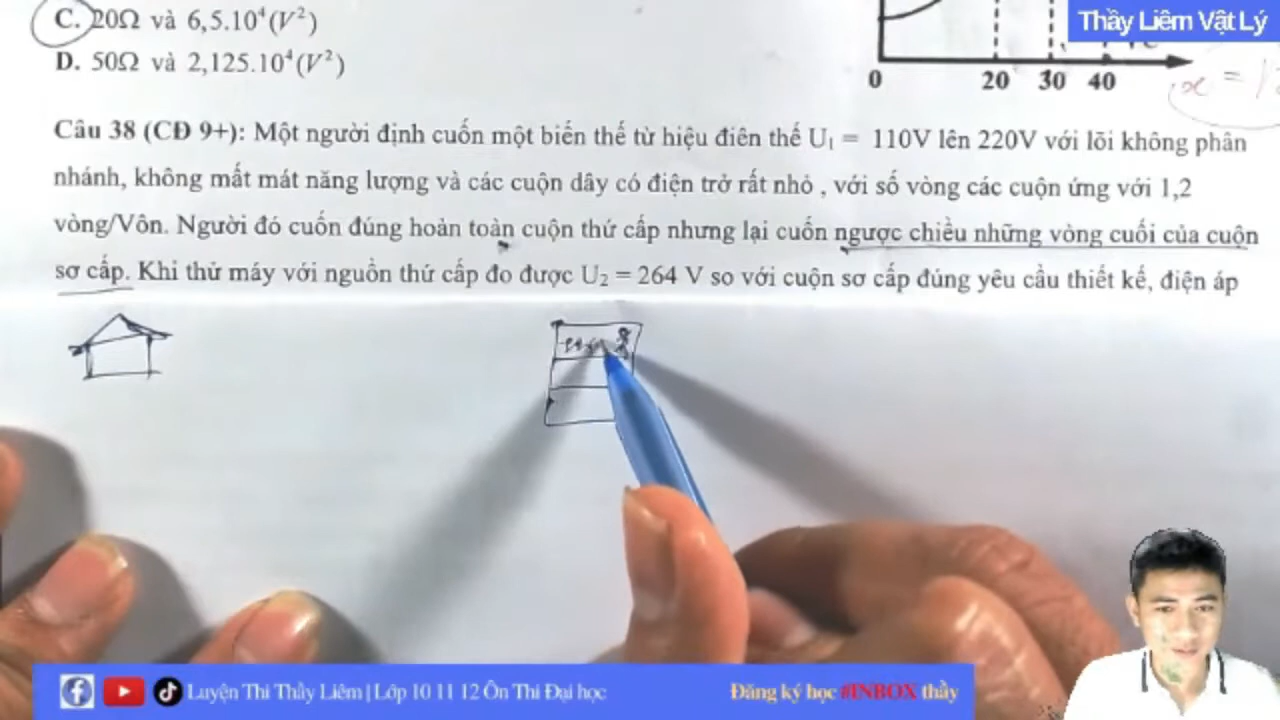 C. 20Ω và 6,5.10⁴(V²)
Thầy Liêm Vật Lý
D. 50Ω và 2,125.10⁴(V²)
0 20 30 40
x = 1
Câu 38 (CĐ 9+): Một người định cuốn một biến thế từ hiệu điên thế U₁ = 110V lên 220V với lõi không phân
nhánh, không mất mát năng lượng và các cuộn dây có điện trở rất nhỏ , với số vòng các cuộn ứng với 1,2
vòng/Vôn. Người đó cuốn đúng hoàn toàn cuộn thứ cấp nhưng lại cuốn ngược chiều những vòng cuối của cuộn
sơ cấp. Khi thử máy với nguồn thứ cấp đo được U₂ = 264 V so với cuộn sơ cấp đúng yêu cầu thiết kế, điện áp
Luyện Thi Thầy Liêm | Lớp 10 11 12 Ôn Thi Đại học
Đăng ký học #INBOX thầy